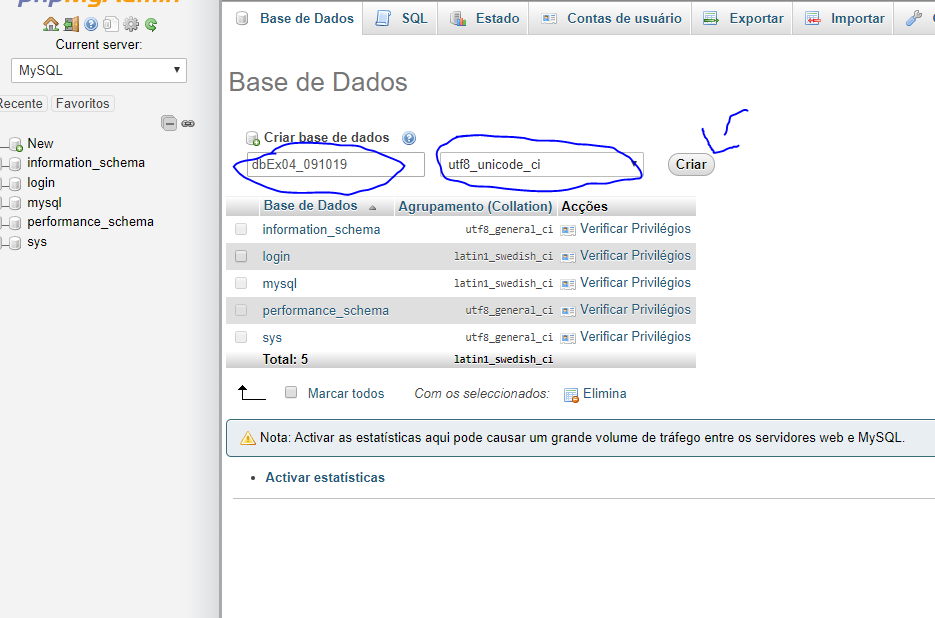 phpMyAdmin
Current server:
MySQL
Recente Favoritos
New
information_schema
login
mysql
performance_schema
sys
Base de Dados SQL Estado Contas de usuário Exportar Importar
Base de Dados
Criar base de dados
dbEx04_091019 utf8_unicode_ci Criar
Base de Dados Agrupamento (Collation) Acções
information_schema utf8_general_ci Verificar Privilégios
login latin1_swedish_ci Verificar Privilégios
mysql latin1_swedish_ci Verificar Privilégios
performance_schema utf8_general_ci Verificar Privilégios
sys utf8_general_ci Verificar Privilégios
Total: 5 latin1_swedish_ci
Marcar todos Com os seleccionados: Elimina
Nota: Activar as estatísticas aqui pode causar um grande volume de tráfego entre os servidores web e MySQL.
Activar estatísticas